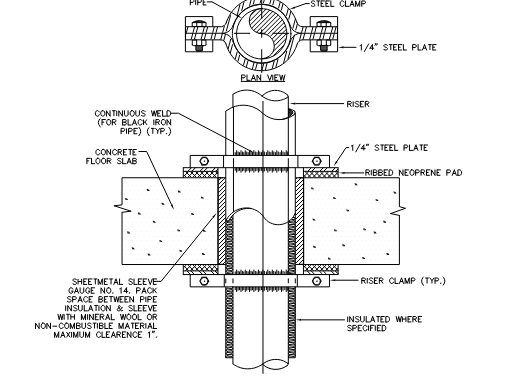 PIPE
STEEL CLAMP
1/4" STEEL PLATE
PLAN VIEW
RISER
CONTINUOUS WELD
(FOR BLACK IRON
PIPE) (TYP.)
1/4" STEEL PLATE
CONCRETE
FLOOR SLAB
RIBBED NEOPRENE PAD
SHEETMETAL SLEEVE
GAUGE NO. 14. PACK
SPACE BETWEEN PIPE
INSULATION & SLEEVE
WITH MINERAL WOOL OR
NON-COMBUSTIBLE MATERIAL
MAXIMUM CLEARENCE 1".
RISER CLAMP (TYP.)
INSULATED WHERE
SPECIFIED